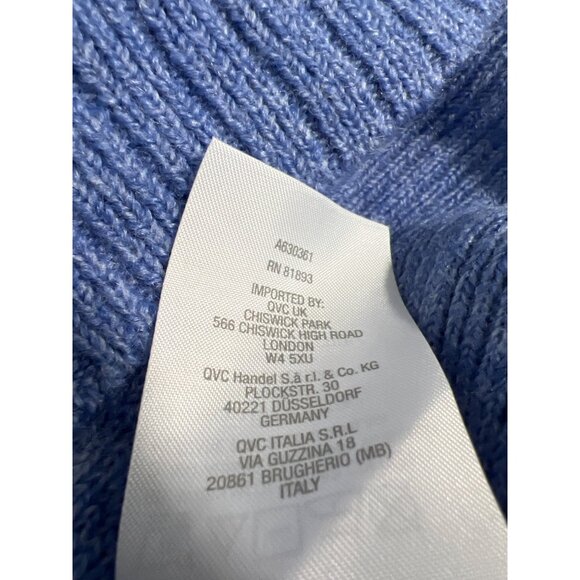 A630361
RN 81893
IMPORTED BY:
QVC UK
CHISWICK PARK
566 CHISWICK HIGH ROAD
LONDON
W4 5XU
QVC Handel S.à r.l. & Co. KG
PLOCKSTR. 30
40221 DÜSSELDORF
GERMANY
QVC ITALIA S.R.L
VIA GUZZINA 18
20861 BRUGHERIO (MB)
ITALY